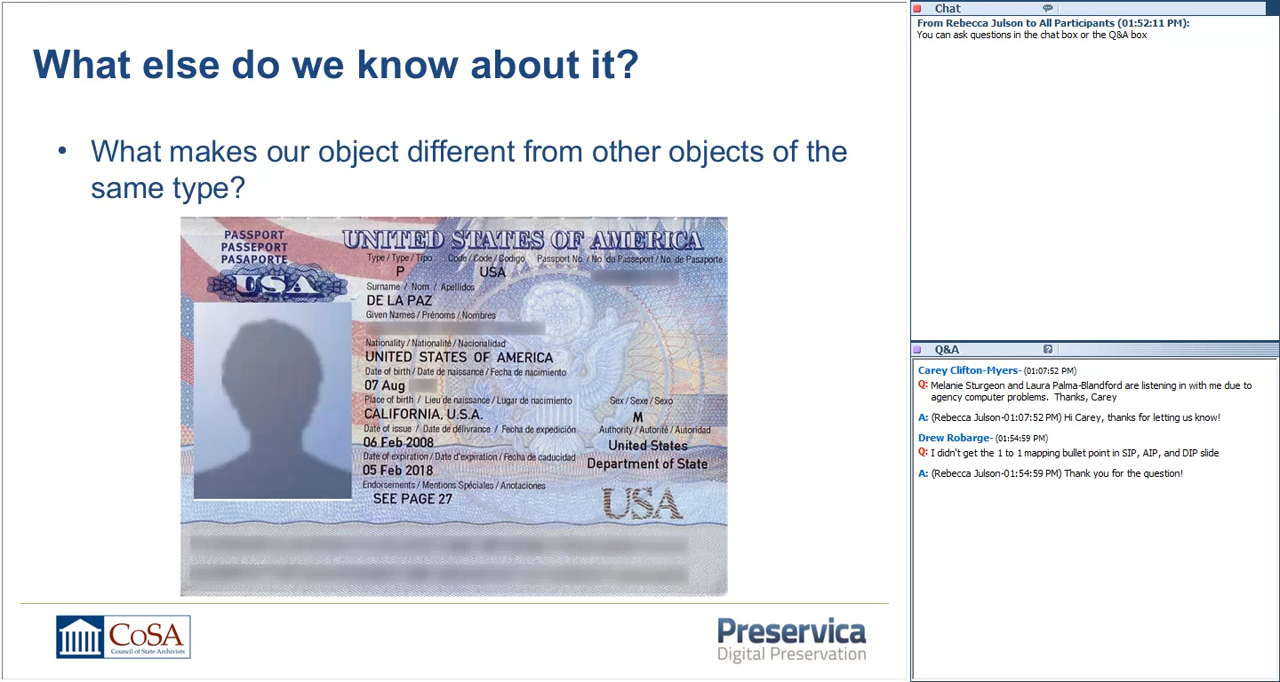 What else do we know about it?
• What makes our object different from other objects of the
same type?
PASSPORT
PASSEPORT
PASAPORTE
USA
UNITED STATES OF AMERICA
Type / Type / Tipo Code / Code / Codigo Passport No. / No. du Passeport / No. de Pasaporte
P USA
Surname / Nom / Apellidos
DE LA PAZ
Given Names / Prénoms / Nombres
Nationality / Nationalité / Nacionalidad
UNITED STATES OF AMERICA
Date of birth / Date de naissance / Fecha de nacimiento
07 Aug
Place of birth / Lieu de naissance / Lugar de nacimiento Sex / Sexe / Sexo
CALIFORNIA, U.S.A. M
Date of issue / Date de délivrance / Fecha de expedición Authority / Autorité / Autoridad
06 Feb 2008 United States
Date of expiration / Date d'expiration / Fecha de caducidad Department of State
05 Feb 2018
Endorsements / Mentions Spéciales / Anotaciones
SEE PAGE 27
USA
CoSA
Council of State Archivists
Preservica
Digital Preservation
Chat
From Rebecca Julson to All Participants (01:52:11 PM):
You can ask questions in the chat box or the Q&A box
Q&A
Carey Clifton-Myers- (01:07:52 PM)
Q: Melanie Sturgeon and Laura Palma-Blandford are listening in with me due to
agency computer problems. Thanks, Carey
A: (Rebecca Julson-01:07:52 PM) Hi Carey, thanks for letting us know!
Drew Robarge- (01:54:59 PM)
Q: I didn't get the 1 to 1 mapping bullet point in SIP, AIP, and DIP slide
A: (Rebecca Julson-01:54:59 PM) Thank you for the question!